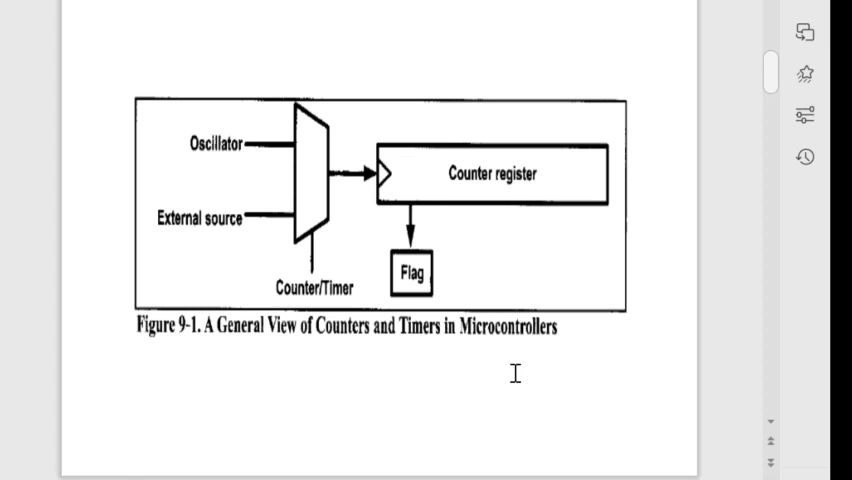 Oscillator
Counter register
External source
Flag
Counter/Timer
Figure 9-1. A General View of Counters and Timers in Microcontrollers